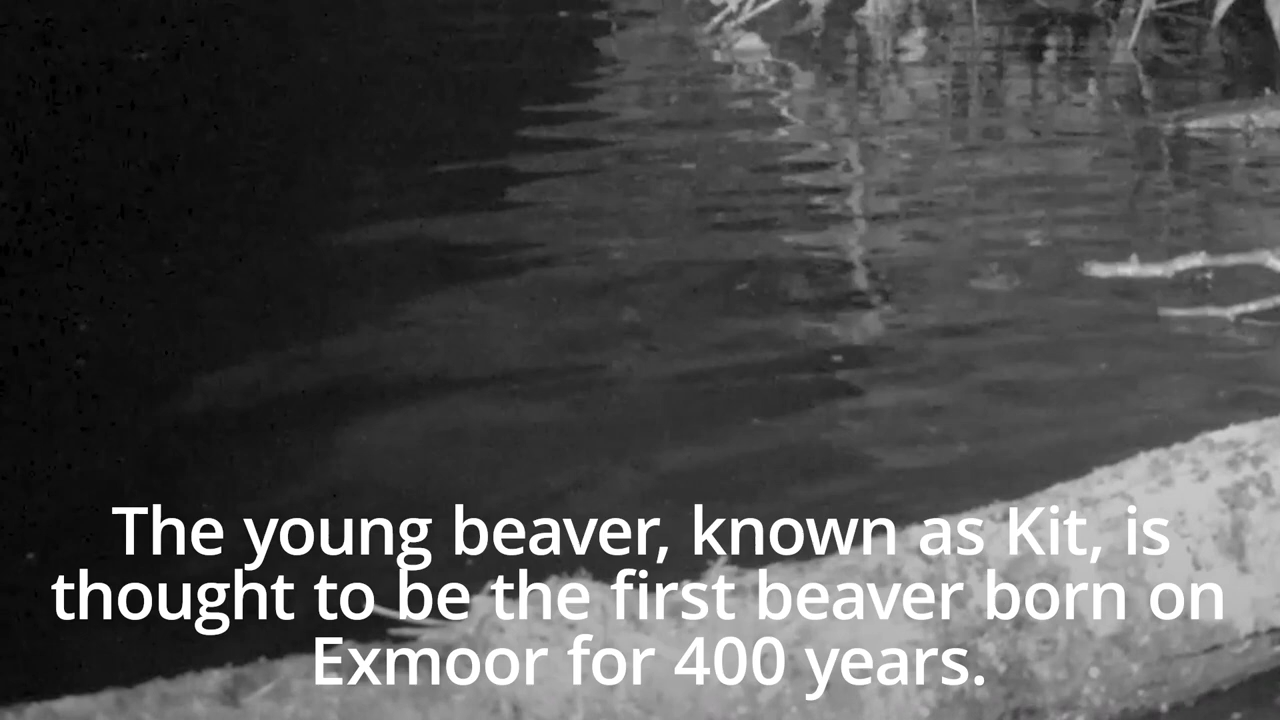 The young beaver, known as Kit, is
thought to be the first beaver born on
Exmoor for 400 years.